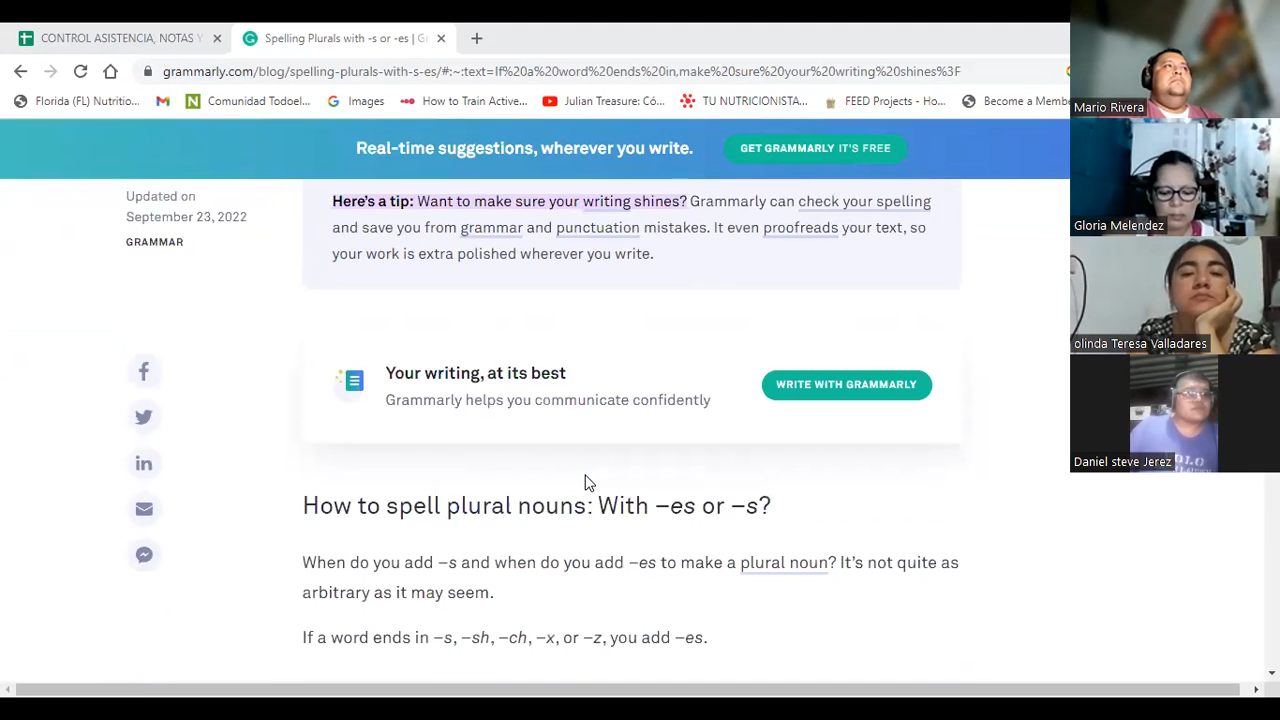 CONTROL ASISTENCIA, NOTAS Y
Spelling Plurals with -s or -es | G
grammarly.com/blog/spelling-plurals-with-s-es/#:~:text=If%20a%20word%20ends%20in,make%20sure%20your%20writing%20shines%3F
Florida (FL) Nutritio...
Comunidad Todoel...
Images
How to Train Active...
Julian Treasure: Có...
TU NUTRICIONISTA...
FEED Projects - Ho...
Become a Membe
Real-time suggestions, wherever you write.
GET GRAMMARLY IT'S FREE
Updated on
September 23, 2022
GRAMMAR
Here's a tip: Want to make sure your writing shines? Grammarly can check your spelling
and save you from grammar and punctuation mistakes. It even proofreads your text, so
your work is extra polished wherever you write.
Your writing, at its best
Grammarly helps you communicate confidently
WRITE WITH GRAMMARLY
How to spell plural nouns: With –es or –s?
When do you add –s and when do you add –es to make a plural noun? It's not quite as
arbitrary as it may seem.
If a word ends in –s, –sh, –ch, –x, or –z, you add –es.
Mario Rivera
Gloria Melendez
olinda Teresa Valladares
Daniel steve Jerez